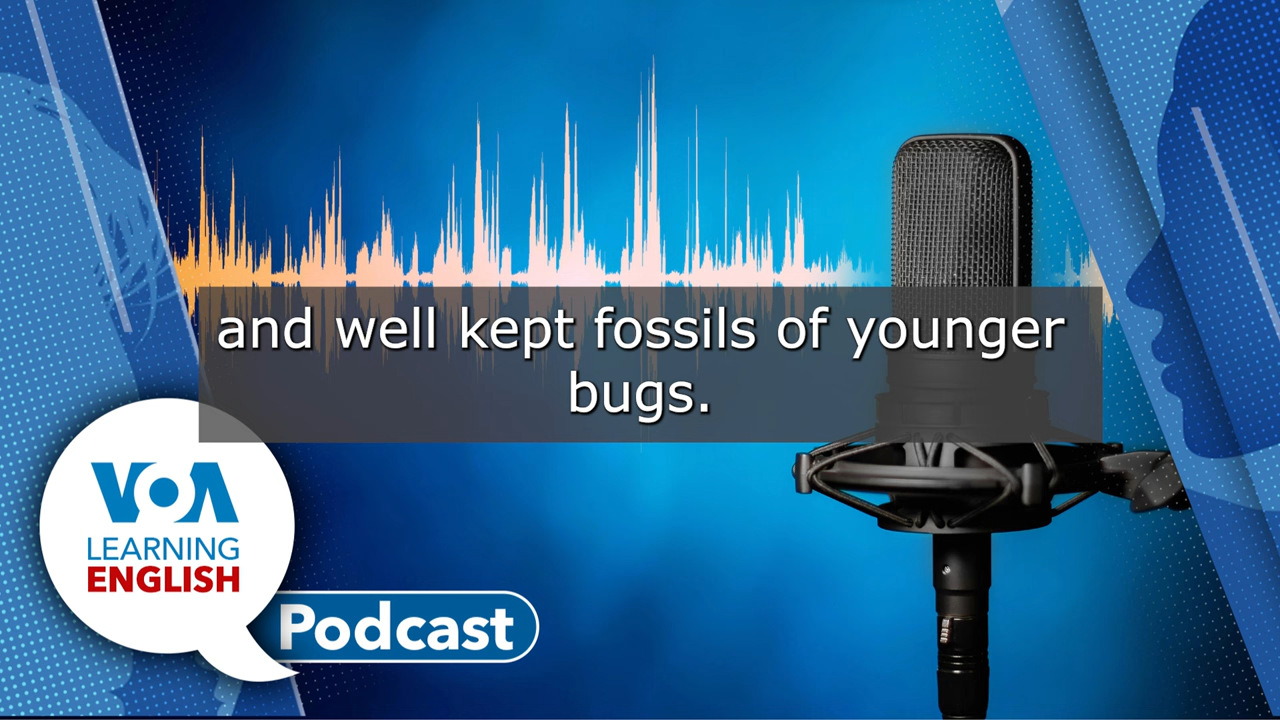 and well kept fossils of younger
bugs.
VOA
LEARNING
ENGLISH
Podcast